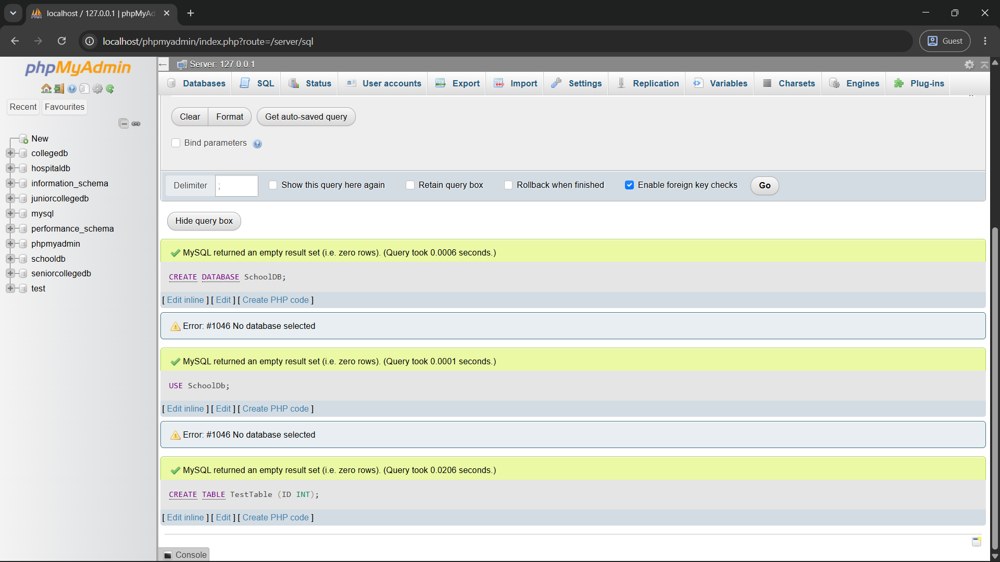 localhost / 127.0.0.1 | phpMyAd
localhost/phpmyadmin/index.php?route=/server/sql
Guest
phpMyAdmin
Recent
Favourites
New
collegedb
hospitaldb
information_schema
juniorcollegedb
mysql
performance_schema
phpmyadmin
schooldb
seniorcollegedb
test
Server: 127.0.0.1
Databases SQL Status User accounts Export Import Settings Replication Variables Charsets Engines Plug-ins
Clear Format Get auto-saved query
Bind parameters
Delimiter ; Show this query here again Retain query box Rollback when finished Enable foreign key checks Go
Hide query box
MySQL returned an empty result set (i.e. zero rows). (Query took 0.0006 seconds.)
CREATE DATABASE SchoolDB;
[ Edit inline ] [ Edit ] [ Create PHP code ]
Error: #1046 No database selected
MySQL returned an empty result set (i.e. zero rows). (Query took 0.0001 seconds.)
USE SchoolDb;
[ Edit inline ] [ Edit ] [ Create PHP code ]
Error: #1046 No database selected
MySQL returned an empty result set (i.e. zero rows). (Query took 0.0206 seconds.)
CREATE TABLE TestTable (ID INT);
[ Edit inline ] [ Edit ] [ Create PHP code ]
Console